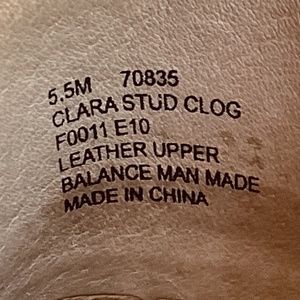 5.5M 70835
CLARA STUD CLOG
F0011 E10
LEATHER UPPER
BALANCE MAN MADE
MADE IN CHINA